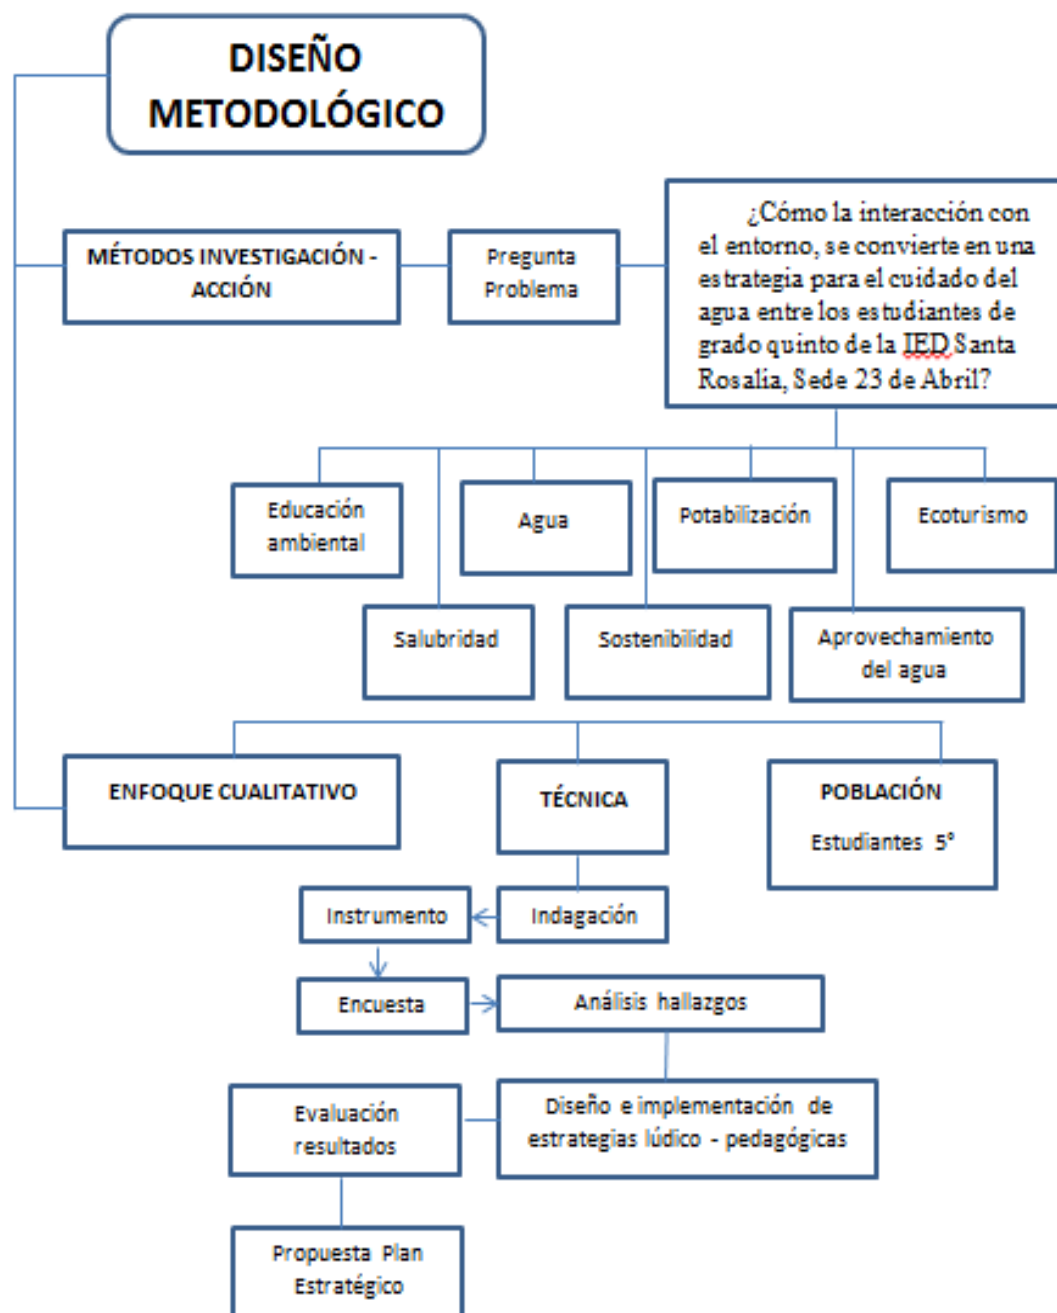 DISEÑO
METODOLÓGICO
MÉTODOS INVESTIGACIÓN -
ACCIÓN
Pregunta
Problema
¿Cómo la interacción con
el entorno, se convierte en una
estrategia para el cuidado del
agua entre los estudiantes de
grado quinto de la IED Santa
Rosalia, Sede 23 de Abril?
Educación
ambiental
Agua
Potabilización
Ecoturismo
Salubridad
Sostenibilidad
Aprovechamiento
del agua
ENFOQUE CUALITATIVO
TÉCNICA
POBLACIÓN
Estudiantes 5°
Instrumento
Indagación
Encuesta
Análisis hallazgos
Evaluación
resultados
Diseño e implementación de
estrategias lúdico - pedagógicas
Propuesta Plan
Estratégico